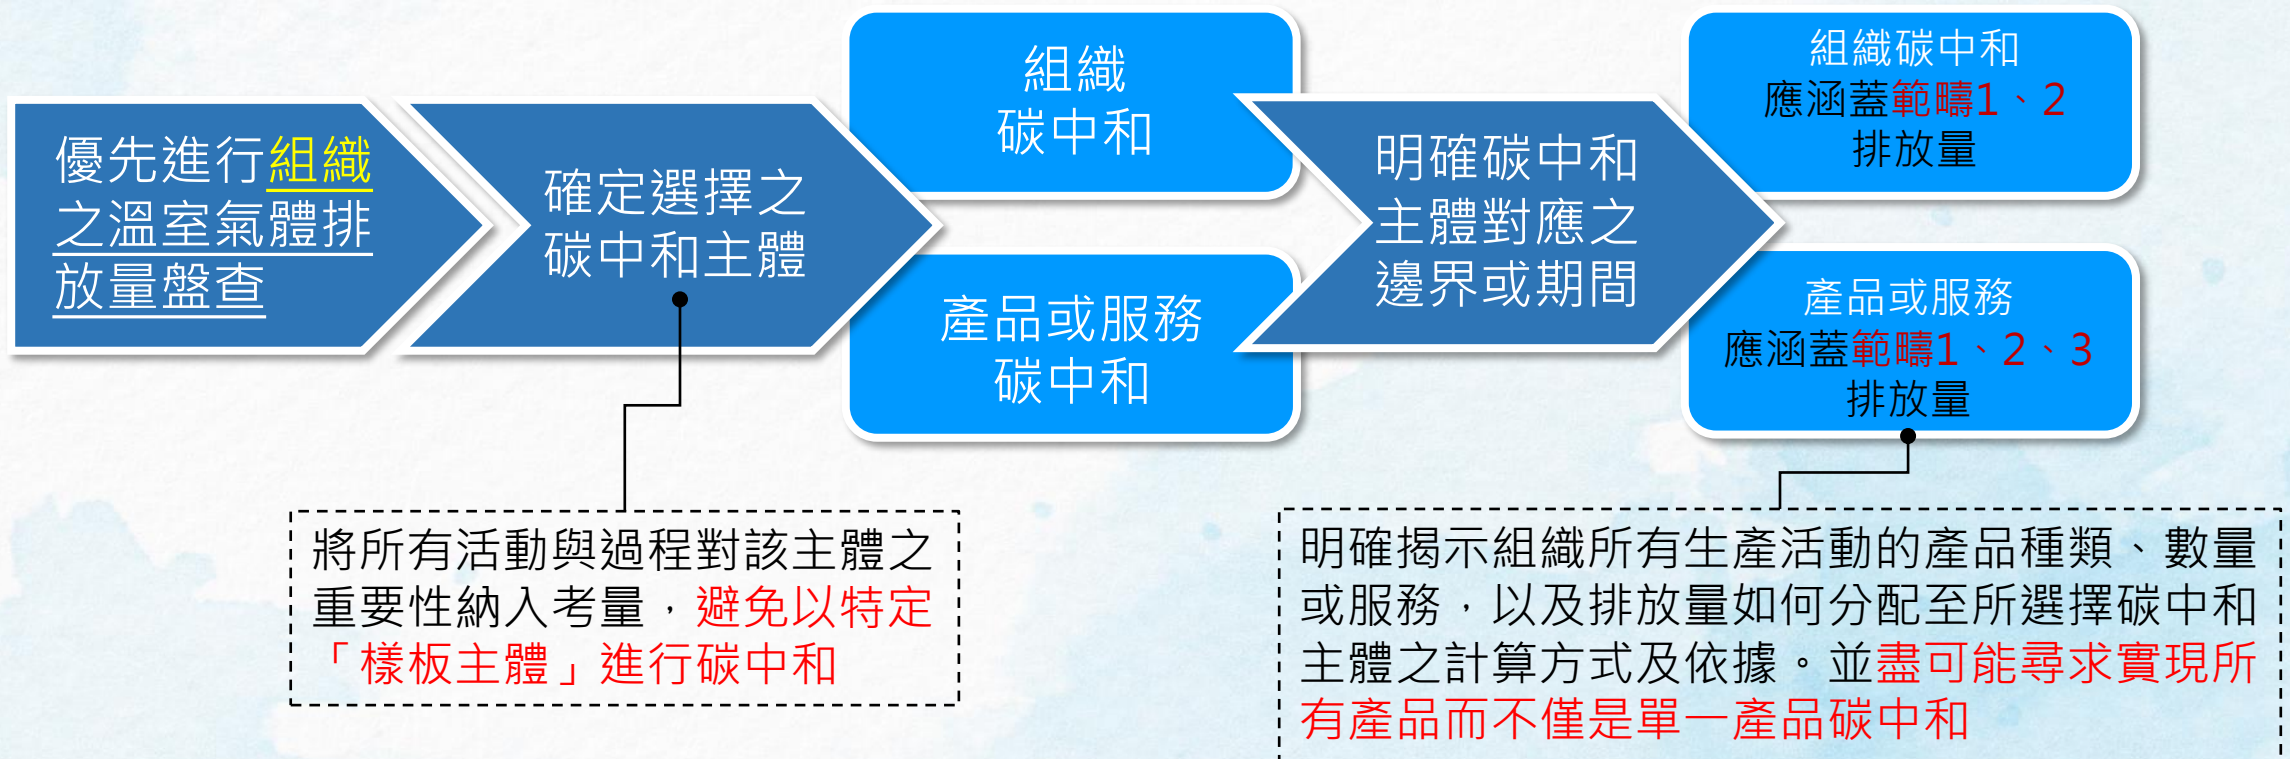 優先進行組織
之溫室氣體排
放量盤查
確定選擇之
碳中和主體
組織
碳中和
產品或服務
碳中和
明確碳中和
主體對應之
邊界或期間
組織碳中和
應涵蓋範疇1、2
排放量
產品或服務
應涵蓋範疇1、2、3
排放量
將所有活動與過程對該主體之
重要性納入考量，避免以特定
「樣板主體」進行碳中和
明確揭示組織所有生產活動的產品種類、數量
或服務，以及排放量如何分配至所選擇碳中和
主體之計算方式及依據。並盡可能尋求實現所
有產品而不僅是單一產品碳中和